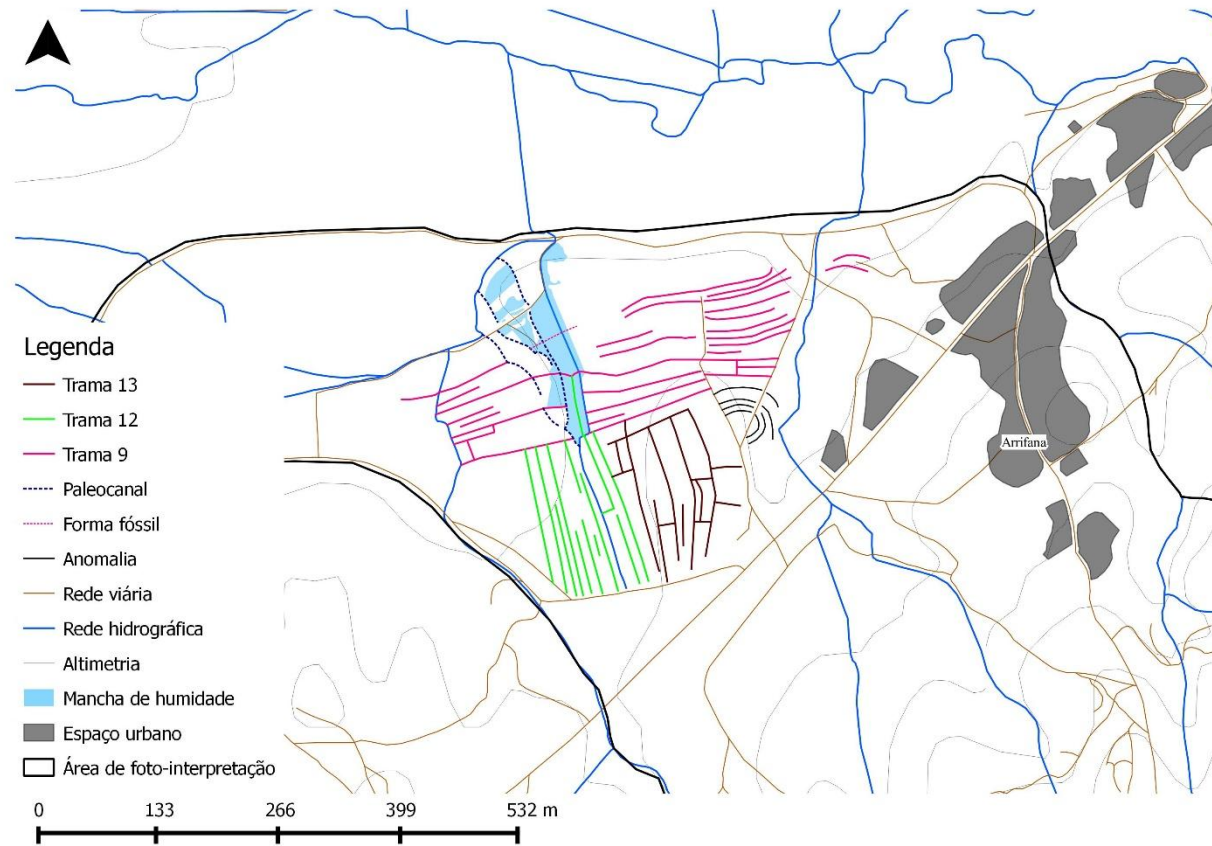 Legenda
Trama 13
Trama 12
Trama 9
Paleocanal
Forma fóssil
Anomalia
Rede viária
Rede hidrográfica
Altimetria
Mancha de humidade
Espaço urbano
Área de foto-interpretação
Arrifana
0 133 266 399 532 m